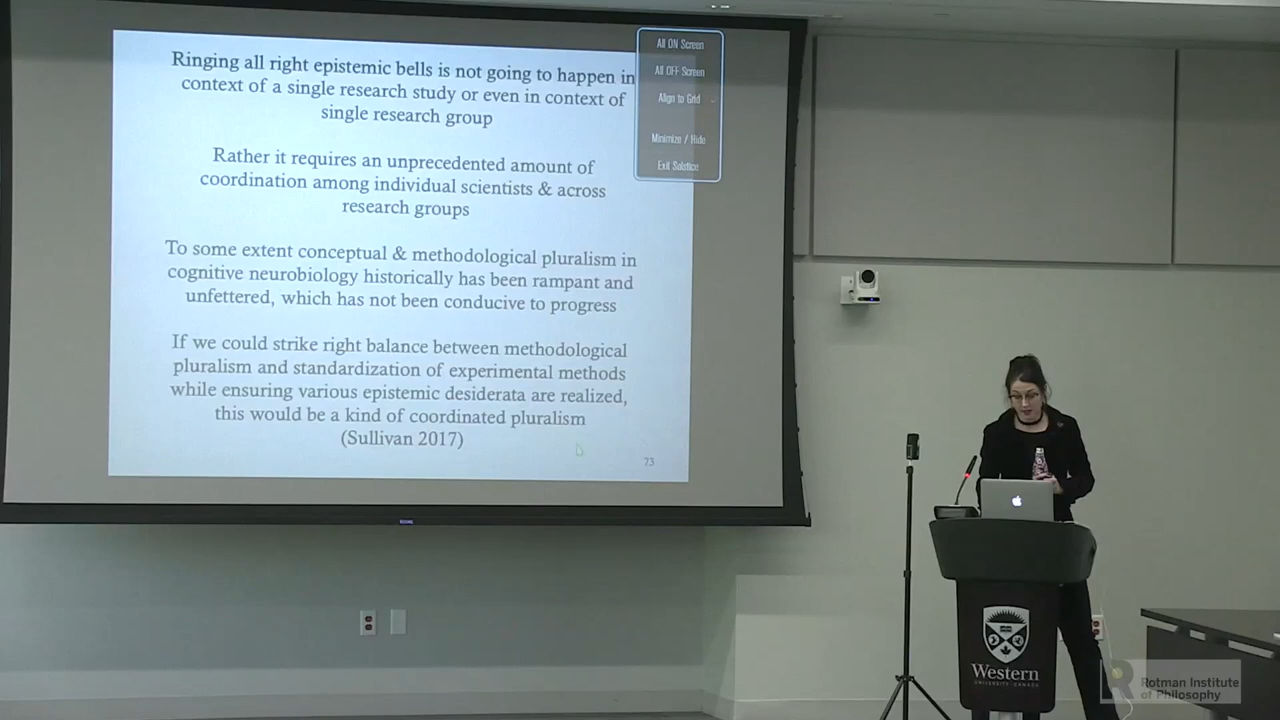 Ringing all right epistemic bells is not going to happen in
context of a single research study or even in context of
single research group
Rather it requires an unprecedented amount of
coordination among individual scientists & across
research groups
To some extent conceptual & methodological pluralism in
cognitive neurobiology historically has been rampant and
unfettered, which has not been conducive to progress
If we could strike right balance between methodological
pluralism and standardization of experimental methods
while ensuring various epistemic desiderata are realized,
this would be a kind of coordinated pluralism
(Sullivan 2017)
73
All ON Screen
All OFF Screen
Align to Grid
Minimize / Hide
Exit Solstice
Western
UNIVERSITY·CANADA
R
Rotman Institute
of Philosophy